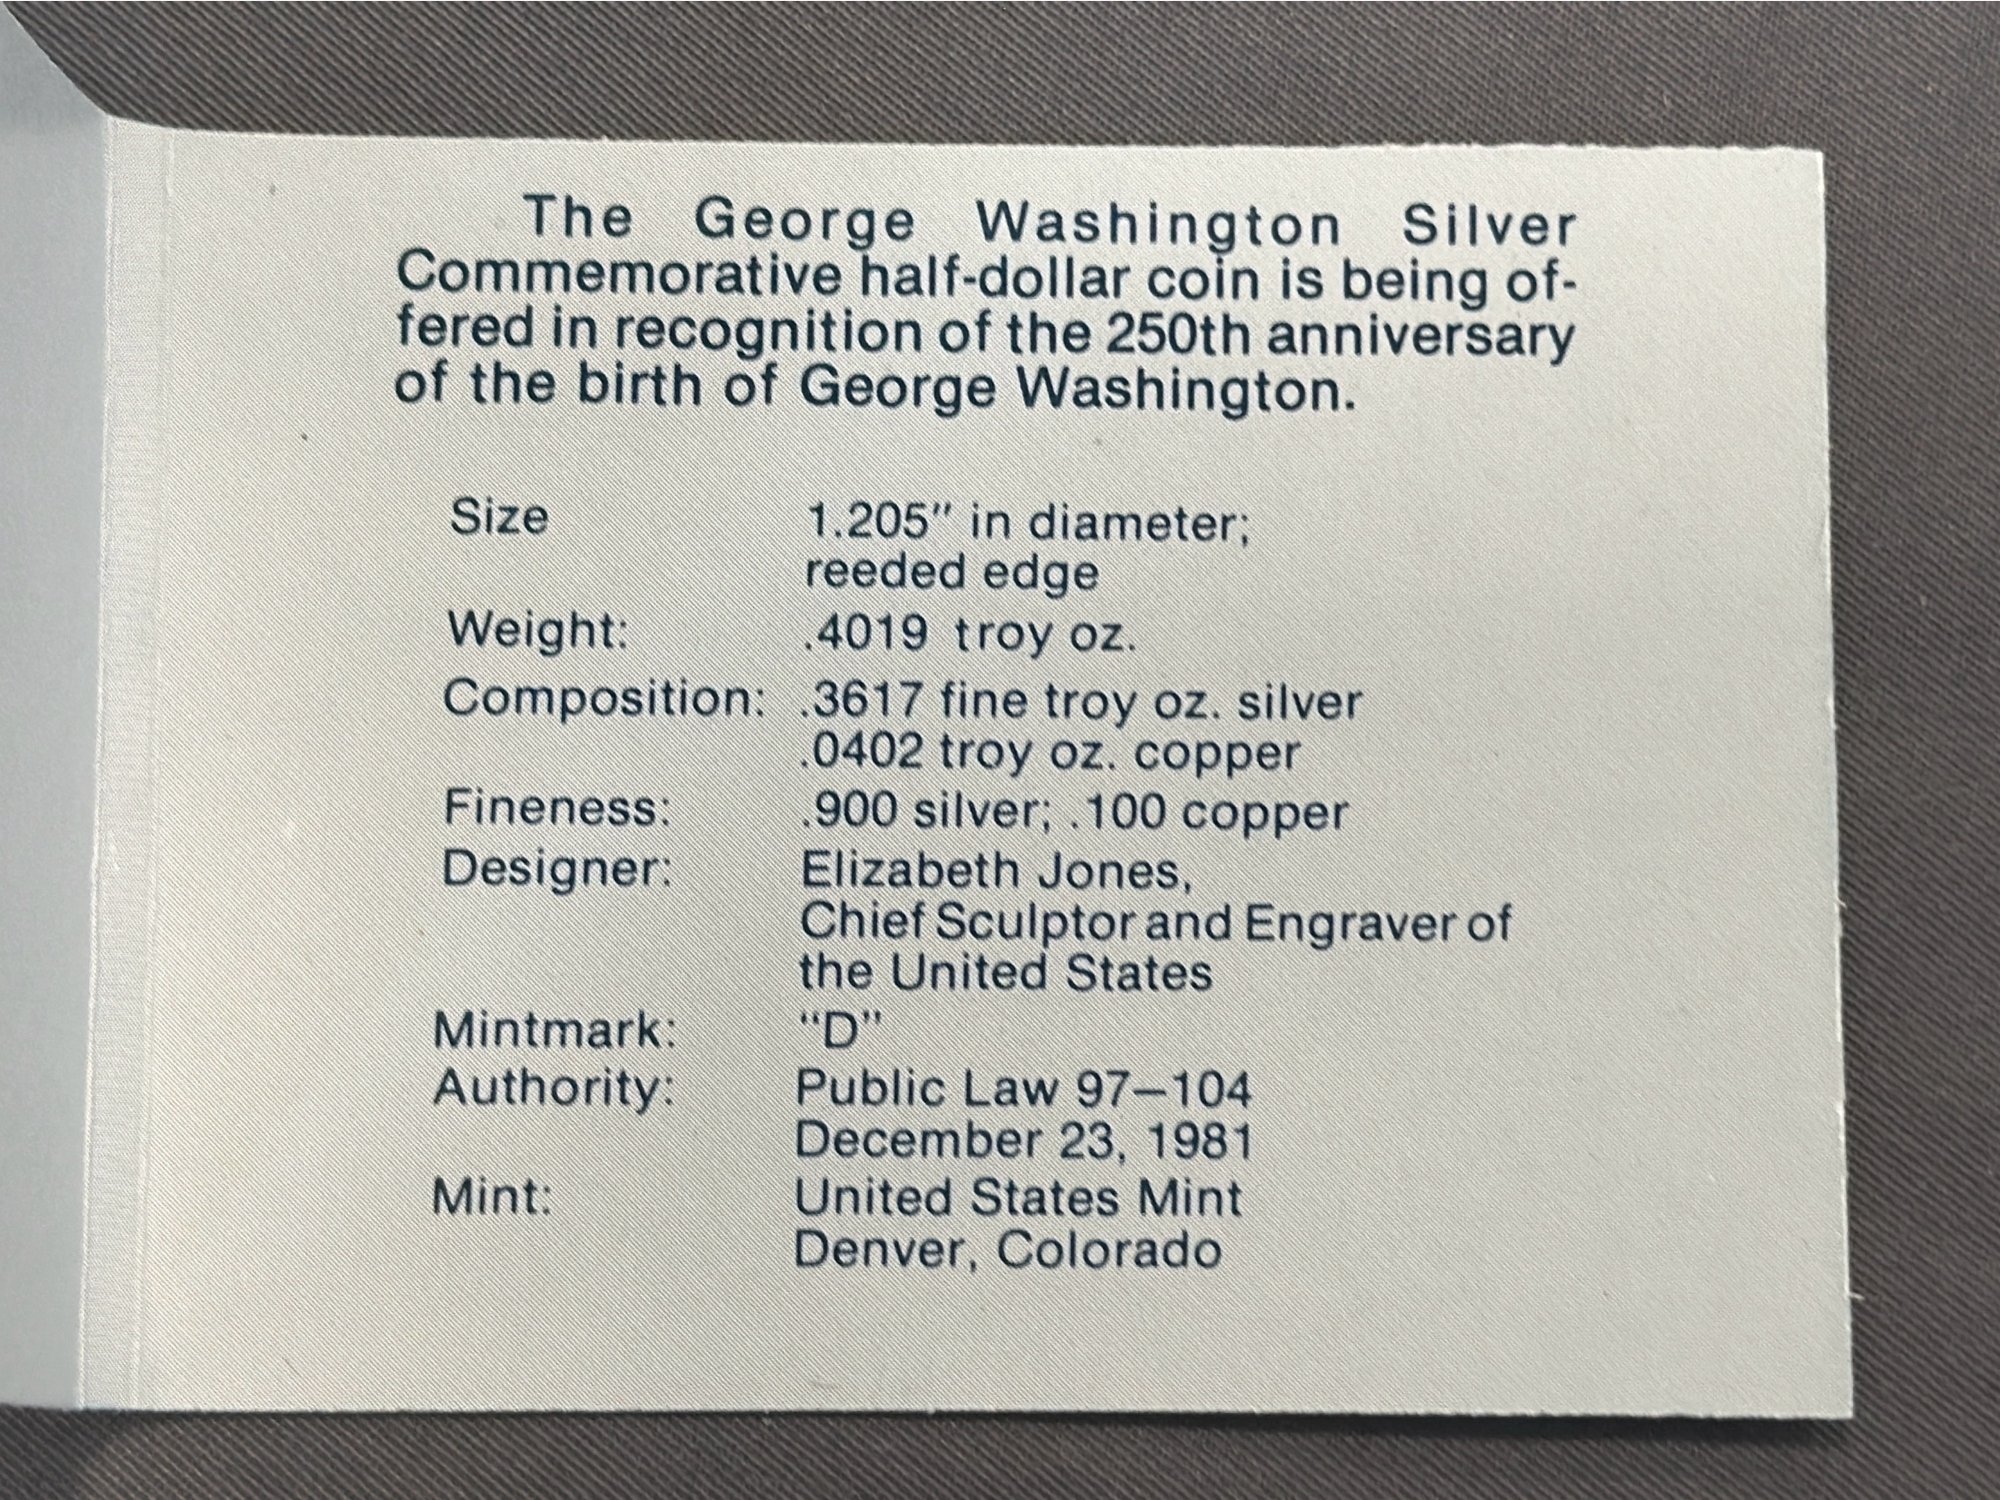 The George Washington Silver
Commemorative half-dollar coin is being of-
fered in recognition of the 250th anniversary
of the birth of George Washington.
Size 1.205" in diameter;
reeded edge
Weight: .4019 troy oz.
Composition: .3617 fine troy oz. silver
.0402 troy oz. copper
Fineness: .900 silver; .100 copper
Designer: Elizabeth Jones,
Chief Sculptor and Engraver of
the United States
Mintmark: “D”
Authority: Public Law 97–104
December 23, 1981
Mint: United States Mint
Denver, Colorado